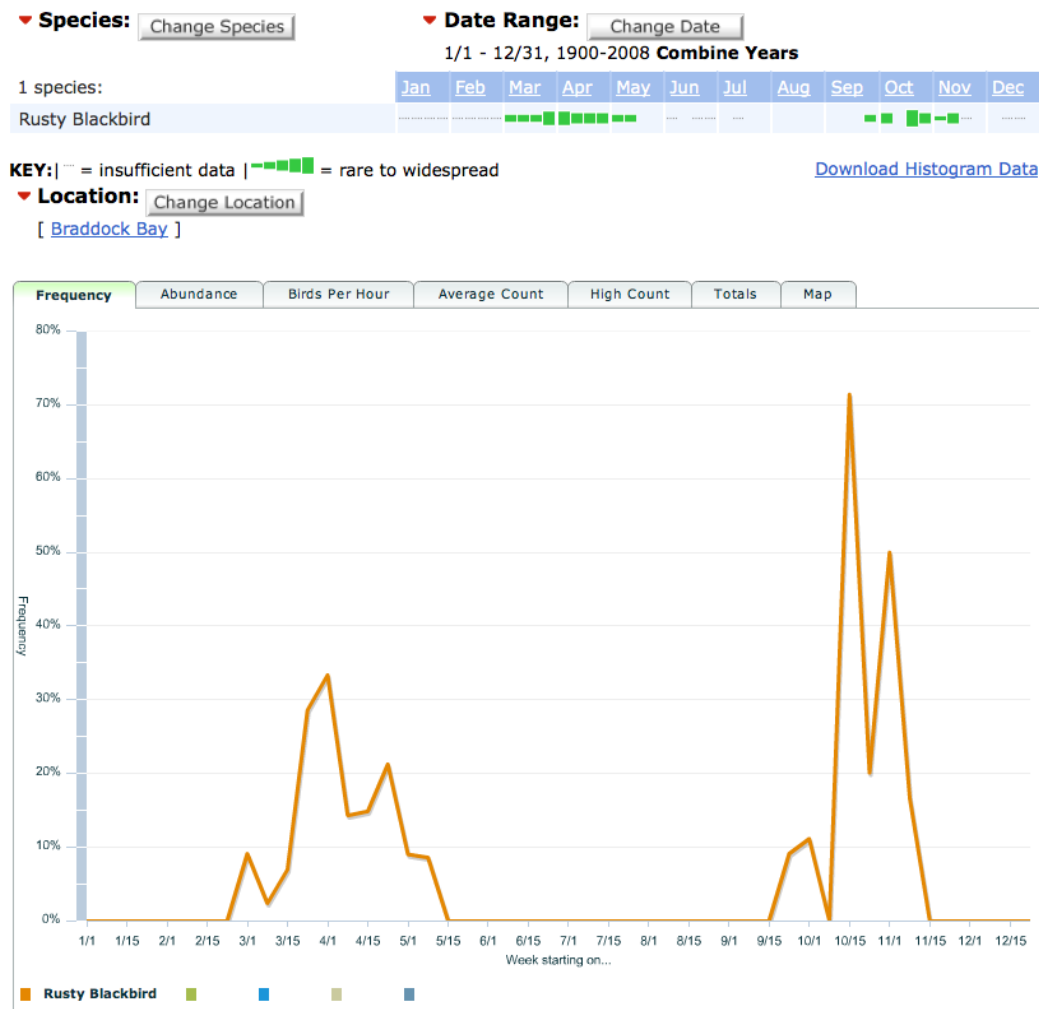 Species: Change Species
Date Range: Change Date
1/1 - 12/31, 1900-2008 Combine Years
1 species: Jan Feb Mar Apr May Jun Jul Aug Sep Oct Nov Dec
Rusty Blackbird
KEY:| = insufficient data | = rare to widespread
Download Histogram Data
Location: Change Location
[ Braddock Bay ]
Frequency Abundance Birds Per Hour Average Count High Count Totals Map
80%
70%
60%
50%
40%
30%
20%
10%
0%
Frequency
1/1 1/15 2/1 2/15 3/1 3/15 4/1 4/15 5/1 5/15 6/1 6/15 7/1 7/15 8/1 8/15 9/1 9/15 10/1 10/15 11/1 11/15 12/1 12/15
Week starting on...
Rusty Blackbird